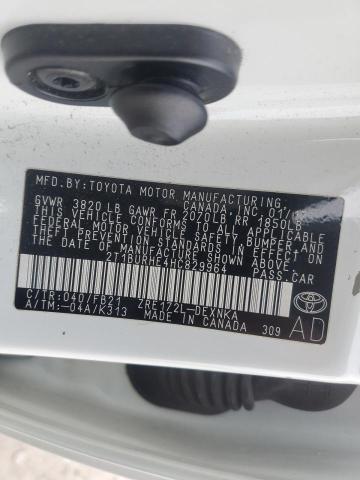 MFD.BY:TOYOTA MOTOR MANUFACTURING
CANADA, INC. 01/
GVWR 3820 LB GAWR FR 2070LB RR 1850LB
THIS VEHICLE CONFORMS TO ALL APPLICABLE
FEDERAL MOTOR VEHICLE SAFETY, BUMPER, AND
THEFT PREVENTION STANDARDS IN EFFECT ON
THE DATE OF MANUFACTURE SHOWN ABOVE.
2T1BURHE4HC829964 PASS.CAR
C/TR:040/FB21 ZRE172L-DEXNKA
A/TM:-04A/K313 MADE IN CANADA 309
TOYOTA
AD